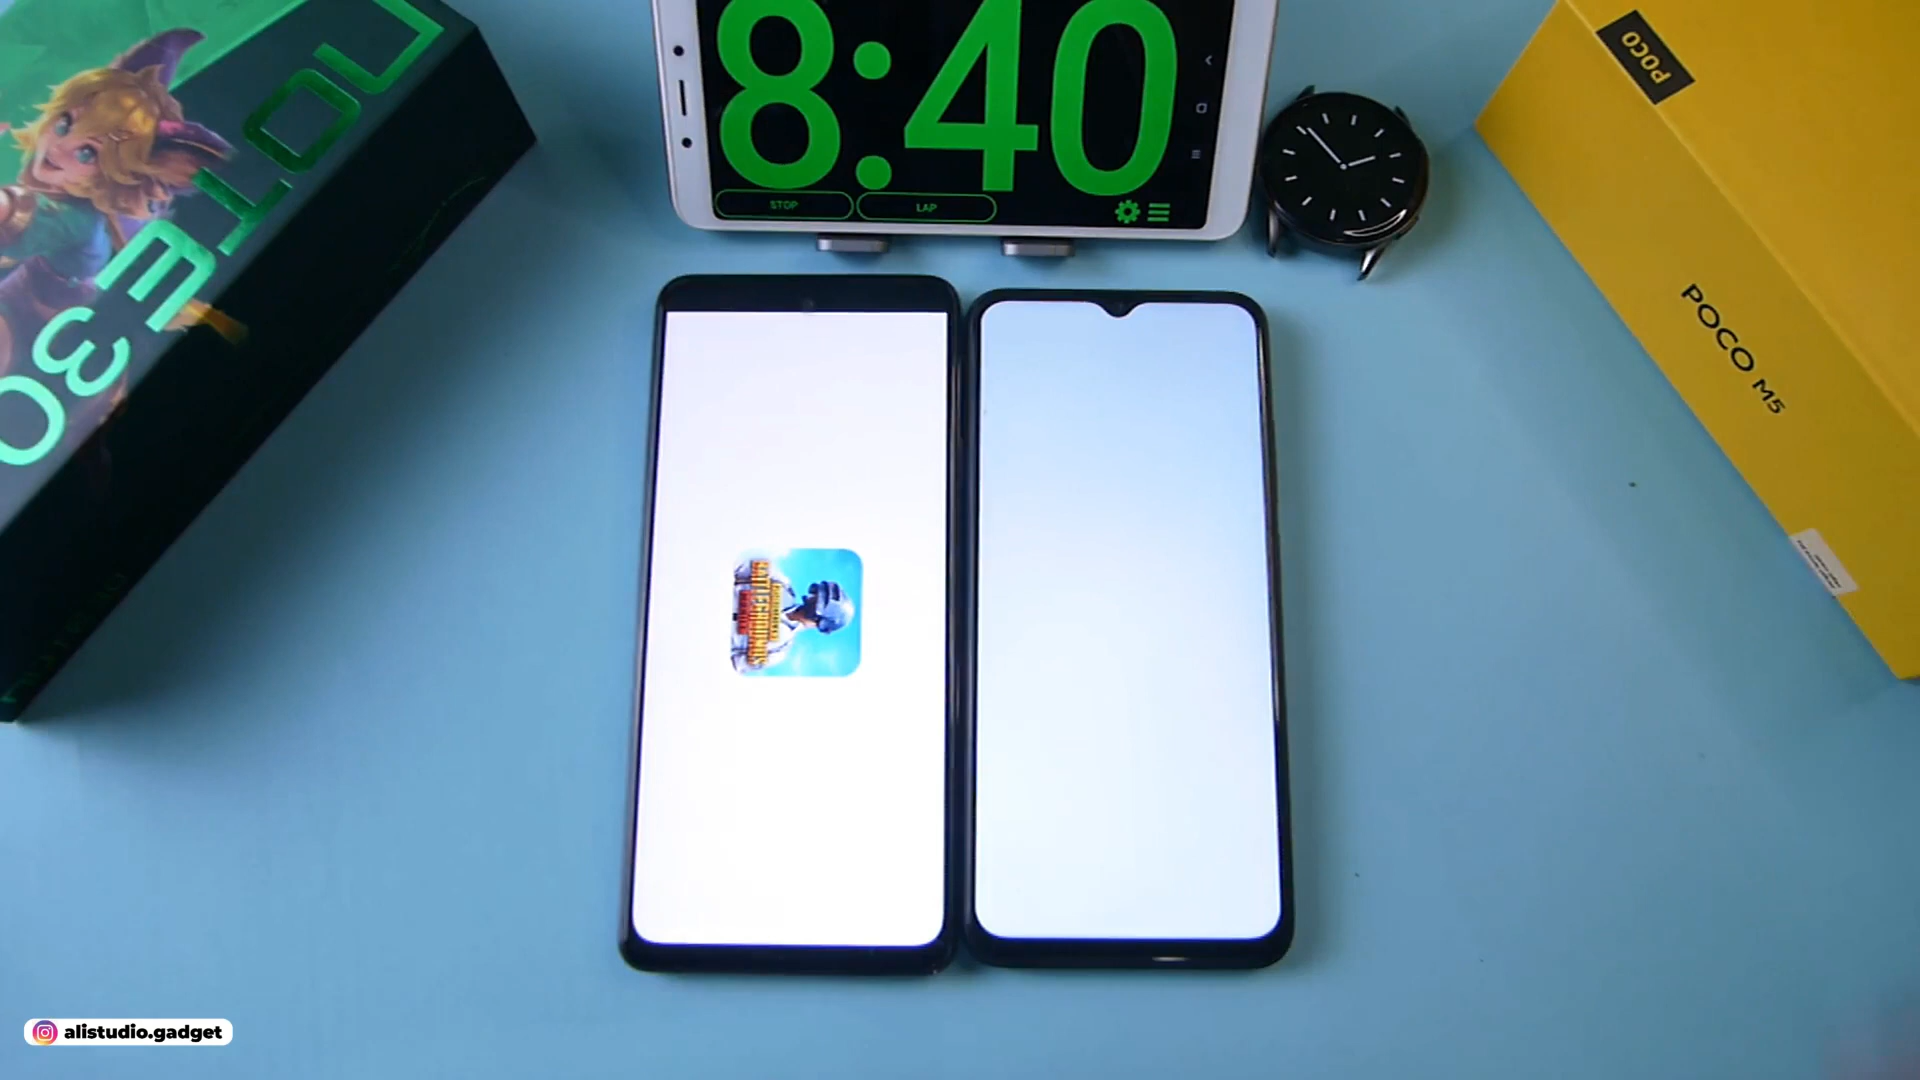 NOTE 30
8:40
STOP
LAP
POCO
POCO M5
alistudio.gadget